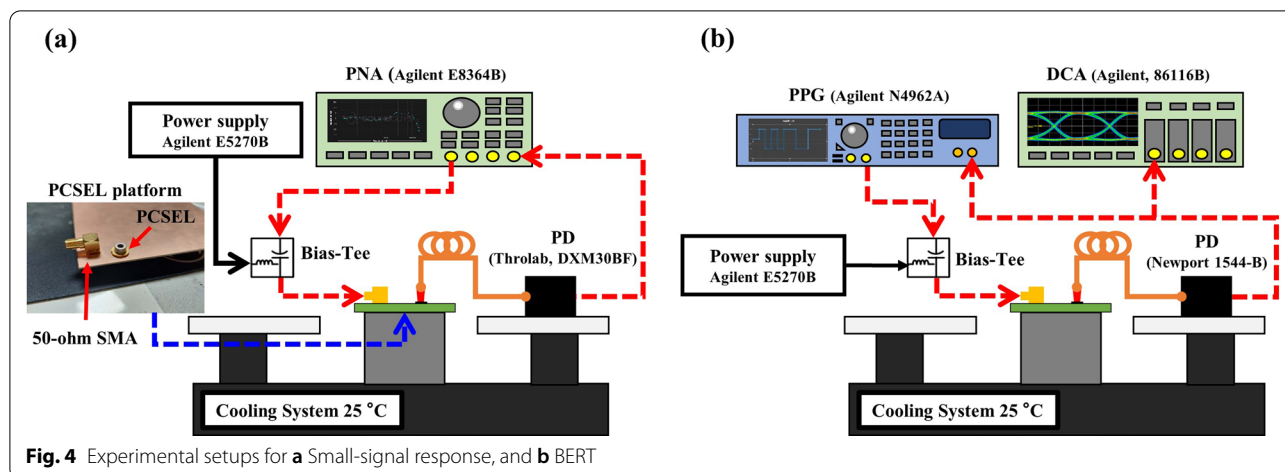 (a)
PNA (Agilent E8364B)
Power supply
Agilent E5270B
PCSEL platform
PCSEL
Bias-Tee
PD
(Throlab, DXM30BF)
50-ohm SMA
Cooling System 25 °C
(b)
PPG (Agilent N4962A)
DCA (Agilent, 86116B)
Power supply
Agilent E5270B
Bias-Tee
PD
(Newport 1544-B)
Cooling System 25 °C
Fig. 4 Experimental setups for a Small-signal response, and b BERT